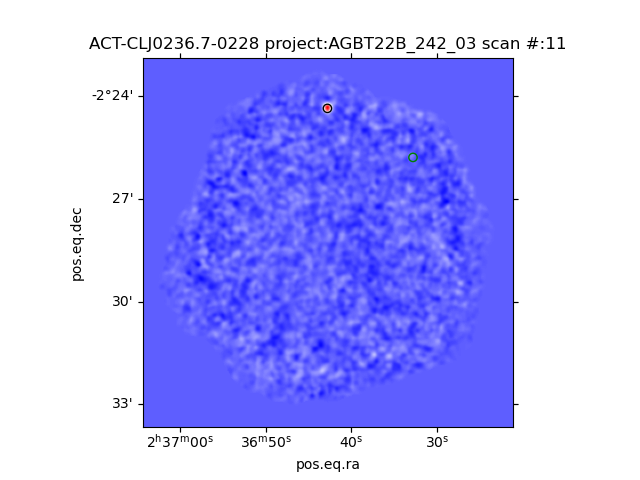 ACT-CLJ0236.7-0228 project:AGBT22B_242_03 scan #:11
-2°24'
27'
30'
33'
pos.eq.dec
2ʰ37ᵐ00ˢ 36ᵐ50ˢ 40ˢ 30ˢ
pos.eq.ra